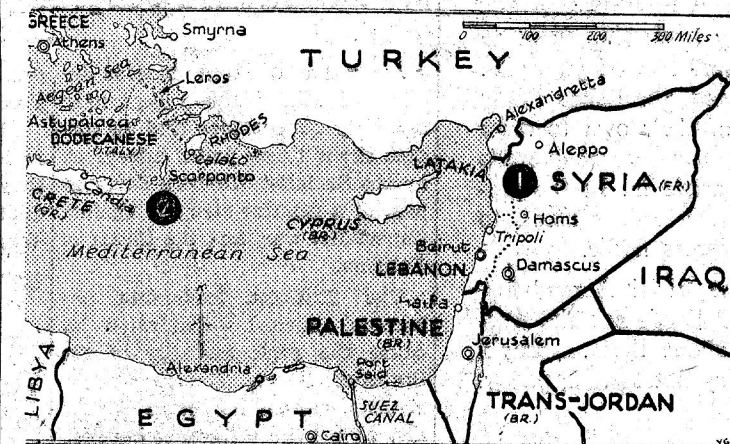 GREECE
Athens
Smyrna
0 100 200 300 Miles
TURKEY
Aegean Sea
Leros
Alexandretta
Astypalaea
DODECANESE
(ITALY)
RHODES
Calato
Scarpanto
LATAKIA
Aleppo
1
SYRIA (FR.)
Candia
CRETE
(GR.)
2
CYPRUS
(BR.)
Homs
Tripoli
Mediterranean Sea
Beirut
LEBANON
Damascus
IRAQ
Haifa
PALESTINE
(BR.)
Jerusalem
Alexandria
Port
Said
LIBYA
EGYPT
SUEZ
CANAL
TRANS-JORDAN
(BR.)
Cairo